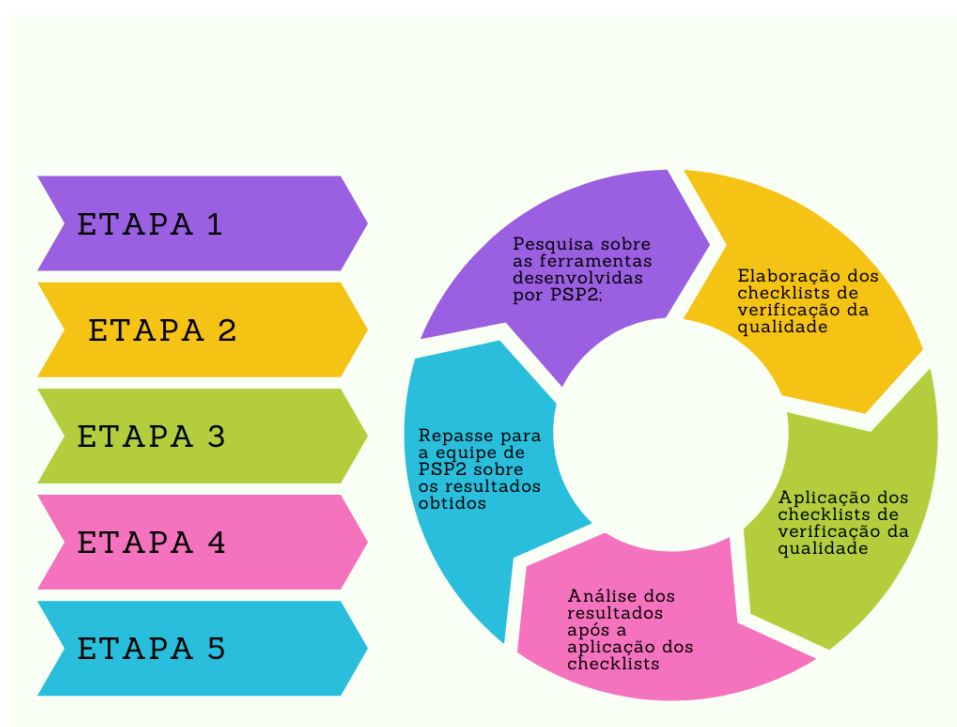 ETAPA 1
ETAPA 2
ETAPA 3
ETAPA 4
ETAPA 5
Pesquisa sobre
as ferramentas
desenvolvidas
por PSP2;
Elaboração dos
checklists de
verificação da
qualidade
Aplicação dos
checklists de
verificação da
qualidade
Análise dos
resultados
após a
aplicação dos
checklists
Repasse para
a equipe de
PSP2 sobre
os resultados
obtidos